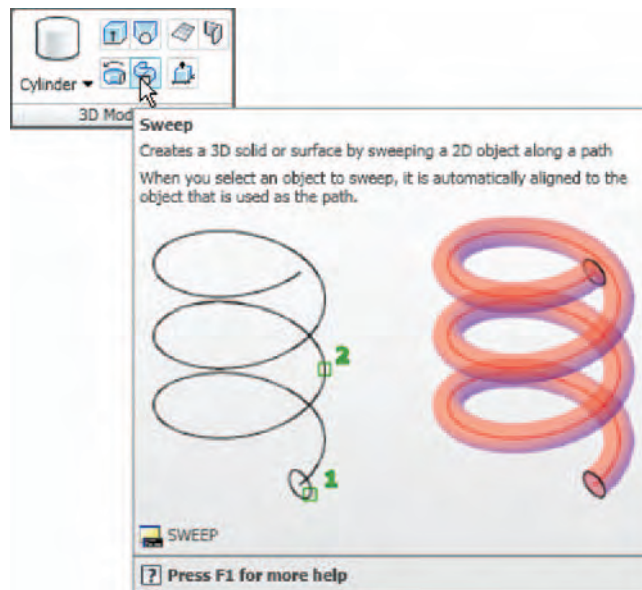 Cylinder
3D Mod
Sweep
Creates a 3D solid or surface by sweeping a 2D object along a path
When you select an object to sweep, it is automatically aligned to the
object that is used as the path.
2
1
SWEEP
? Press F1 for more help